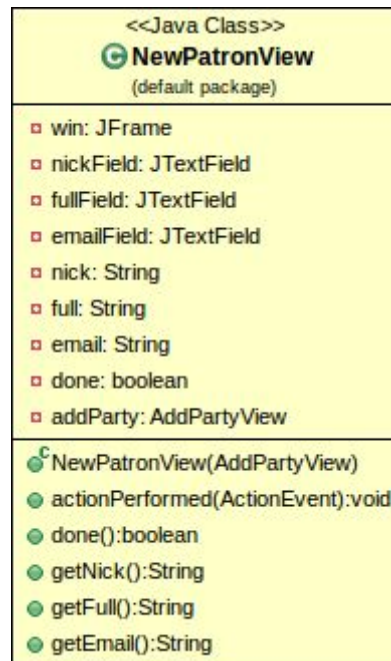 <<Java Class>>
C NewPatronView
(default package)
win: JFrame
nickField: JTextField
fullField: JTextField
emailField: JTextField
nick: String
full: String
email: String
done: boolean
addParty: AddPartyView
C NewPatronView(AddPartyView)
actionPerformed(ActionEvent):void
done():boolean
getNick():String
getFull():String
getEmail():String